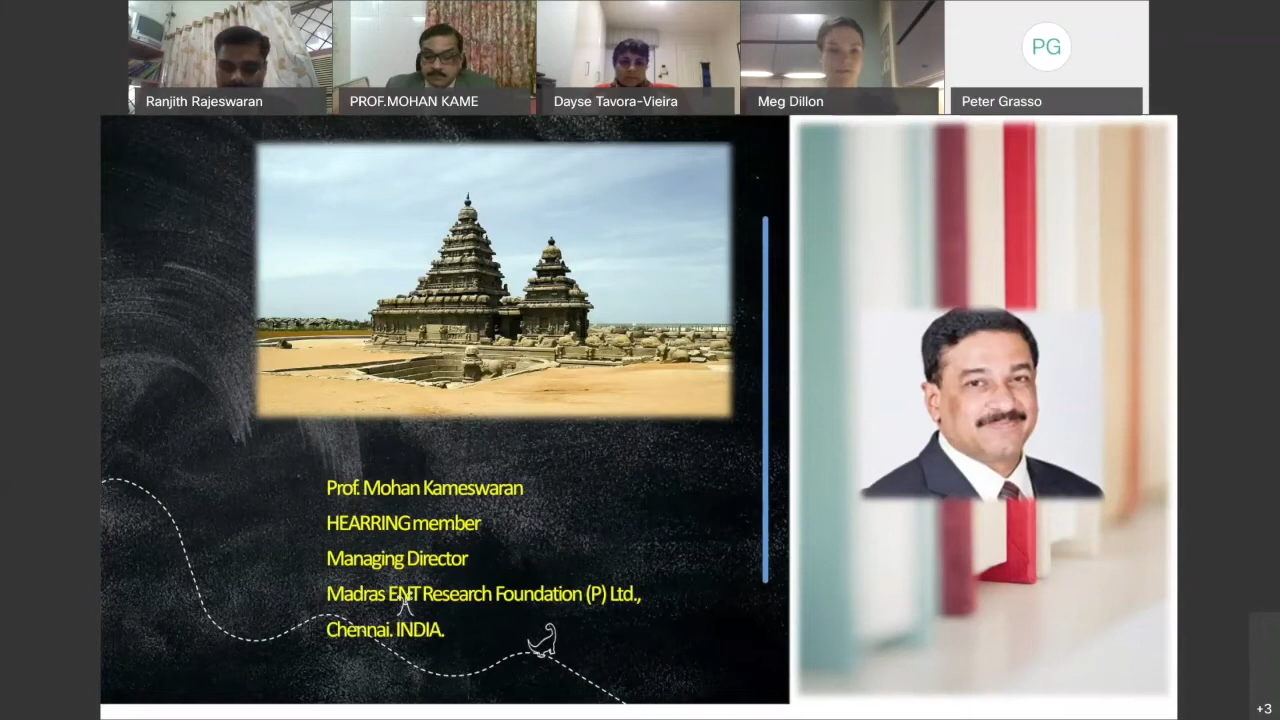 Ranjith Rajeswaran
PROF.MOHAN KAME
Dayse Tavora-Vieira
Meg Dillon
PG
Peter Grasso
Prof. Mohan Kameswaran
HEARRING member
Managing Director
Madras ENT Research Foundation (P) Ltd.,
Chennai. INDIA.
+3